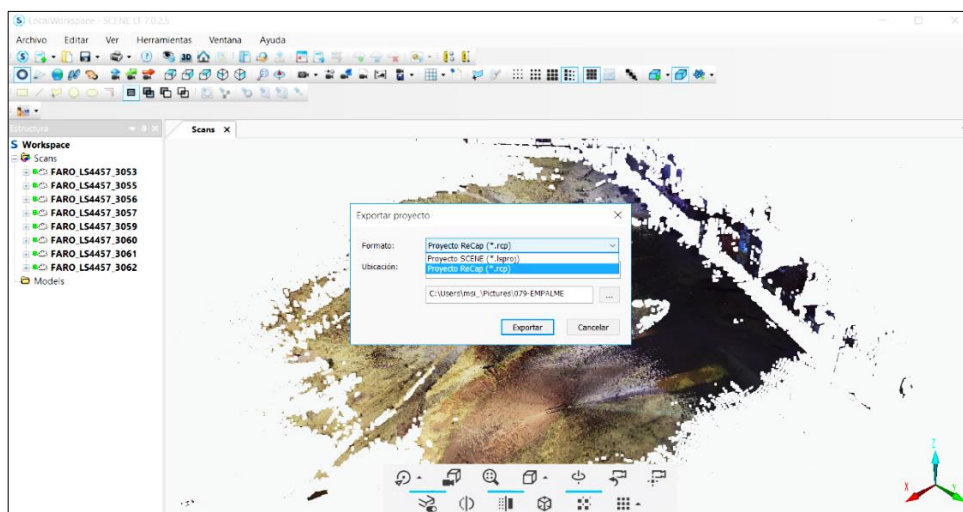 LocalWorkspace - SCENE LT 7.0.2.5
Archivo Editar Ver Herramientas Ventana Ayuda
Estructura
Scans X
S Workspace
Scans
FARO_LS4457_3053
FARO_LS4457_3055
FARO_LS4457_3056
FARO_LS4457_3057
FARO_LS4457_3059
FARO_LS4457_3060
FARO_LS4457_3061
FARO_LS4457_3062
Models
Exportar proyecto
Formato: Proyecto ReCap (*.rcp)
Proyecto SCENE (*.lsproj)
Ubicación: Proyecto ReCap (*.rcp)
C:\Users\msi_\Pictures\079-EMPALME ...
Exportar Cancelar
Z
X Y